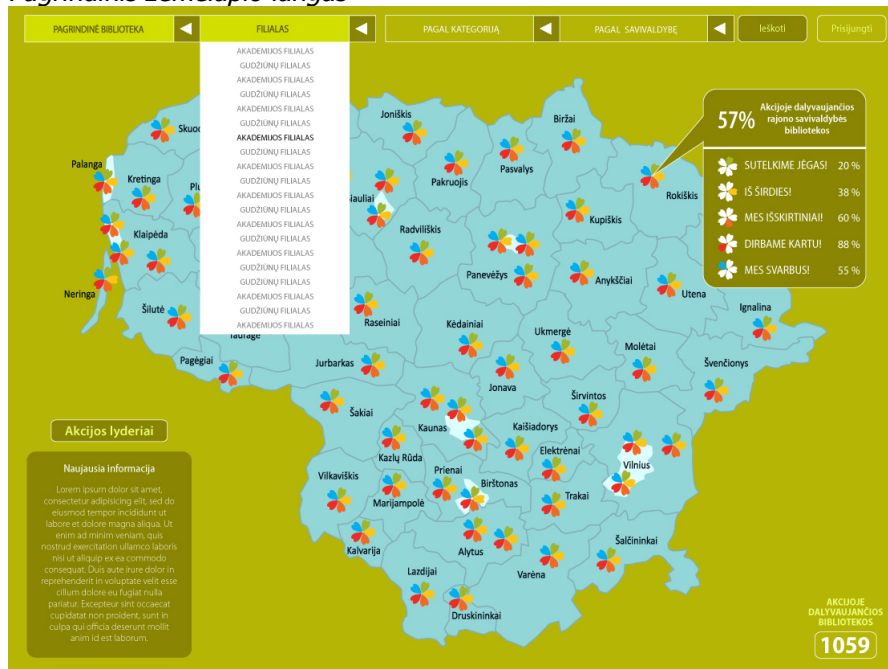 Pagrindinis žemėlapio langas
PAGRINDINĖ BIBLIOTEKA
FILIALAS
PAGAL KATEGORIJĄ
PAGAL SAVIVALDYBĘ
Ieškoti
Prisijungti
AKADEMIJOS FILIALAS
GUDŽIŪNŲ FILIALAS
AKADEMIJOS FILIALAS
GUDŽIŪNŲ FILIALAS
AKADEMIJOS FILIALAS
GUDŽIŪNŲ FILIALAS
AKADEMIJOS FILIALAS
GUDŽIŪNŲ FILIALAS
AKADEMIJOS FILIALAS
GUDŽIŪNŲ FILIALAS
AKADEMIJOS FILIALAS
GUDŽIŪNŲ FILIALAS
AKADEMIJOS FILIALAS
GUDŽIŪNŲ FILIALAS
AKADEMIJOS FILIALAS
GUDŽIŪNŲ FILIALAS
GUDŽIŪNŲ FILIALAS
AKADEMIJOS FILIALAS
GUDŽIŪNŲ FILIALAS
AKADEMIJOS FILIALAS
57% Akcijoje dalyvaujančios
rajono savivaldybės
bibliotekos
SUTELKIME JĖGAS! 20 %
IŠ ŠIRDIES! 38 %
MES IŠSKIRTINIAI! 60 %
DIRBAME KARTU! 88 %
MES SVARBUS! 55 %
Skuod
Joniškis
Biržai
Palanga
Kretinga
Plu
Pakruojis
Pasvalys
Rokiškis
iauliai
Kupiškis
Klaipėda
Radviliškis
Panevėžys
Anykščiai
Utena
Neringa
Šilutė
Ignalina
Raseiniai
Kėdainiai
Ukmergė
Tauragė
Molėtai
Pagėgiai
Jurbarkas
Švenčionys
Jonava
Širvintos
Šakiai
Kaunas
Kaišiadorys
Kazlų Rūda
Elektrėnai
Vilnius
Prienai
Vilkaviškis
Birštonas
Marijampolė
Trakai
Kalvarija
Alytus
Šalčininkai
Lazdijai
Varėna
Druskininkai
Akcijos lyderiai
Naujausia informacija
Lorem ipsum dolor sit amet,
consectetur adipisicing elit, sed do
eiusmod tempor incididunt ut
labore et dolore magna aliqua. Ut
enim ad minim veniam, quis
nostrud exercitation ullamco laboris
nisi ut aliquip ex ea commodo
consequat. Duis aute irure dolor in
reprehenderit in voluptate velit esse
cillum dolore eu fugiat nulla
pariatur. Excepteur sint occaecat
cupidatat non proident, sunt in
culpa qui officia deserunt mollit
anim id est laborum.
AKCIJOJE
DALYVAUJANČIOS
BIBLIOTEKOS
1059